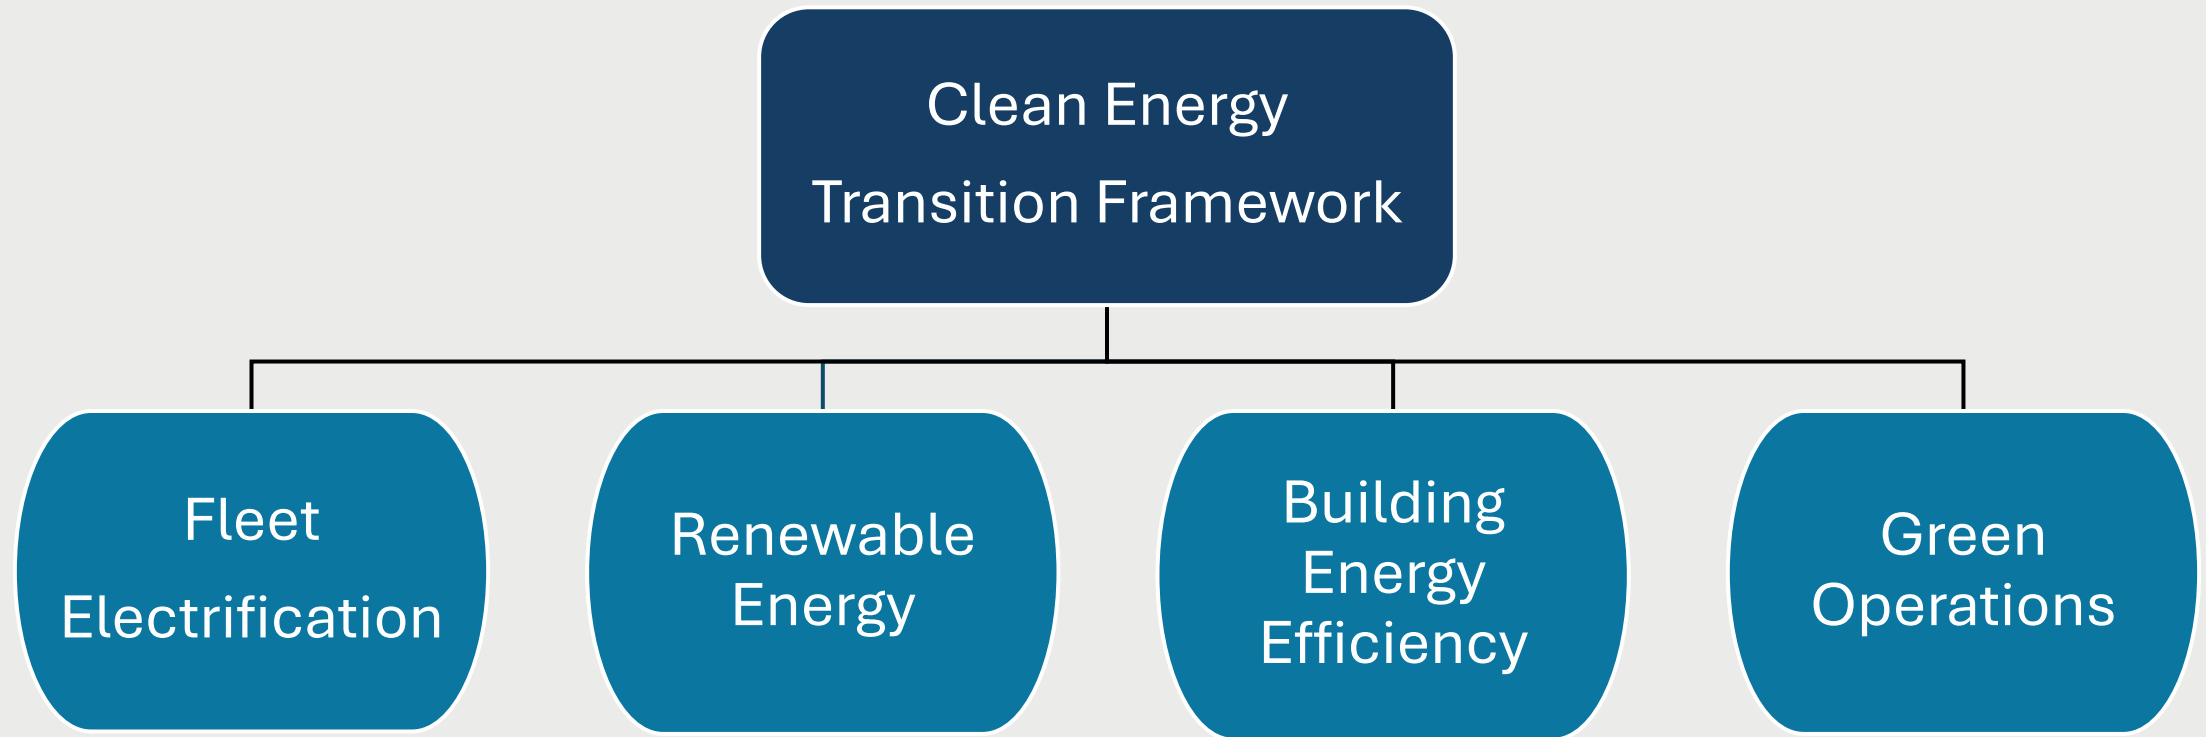 Clean Energy
Transition Framework
Fleet
Electrification
Renewable
Energy
Building
Energy
Efficiency
Green
Operations